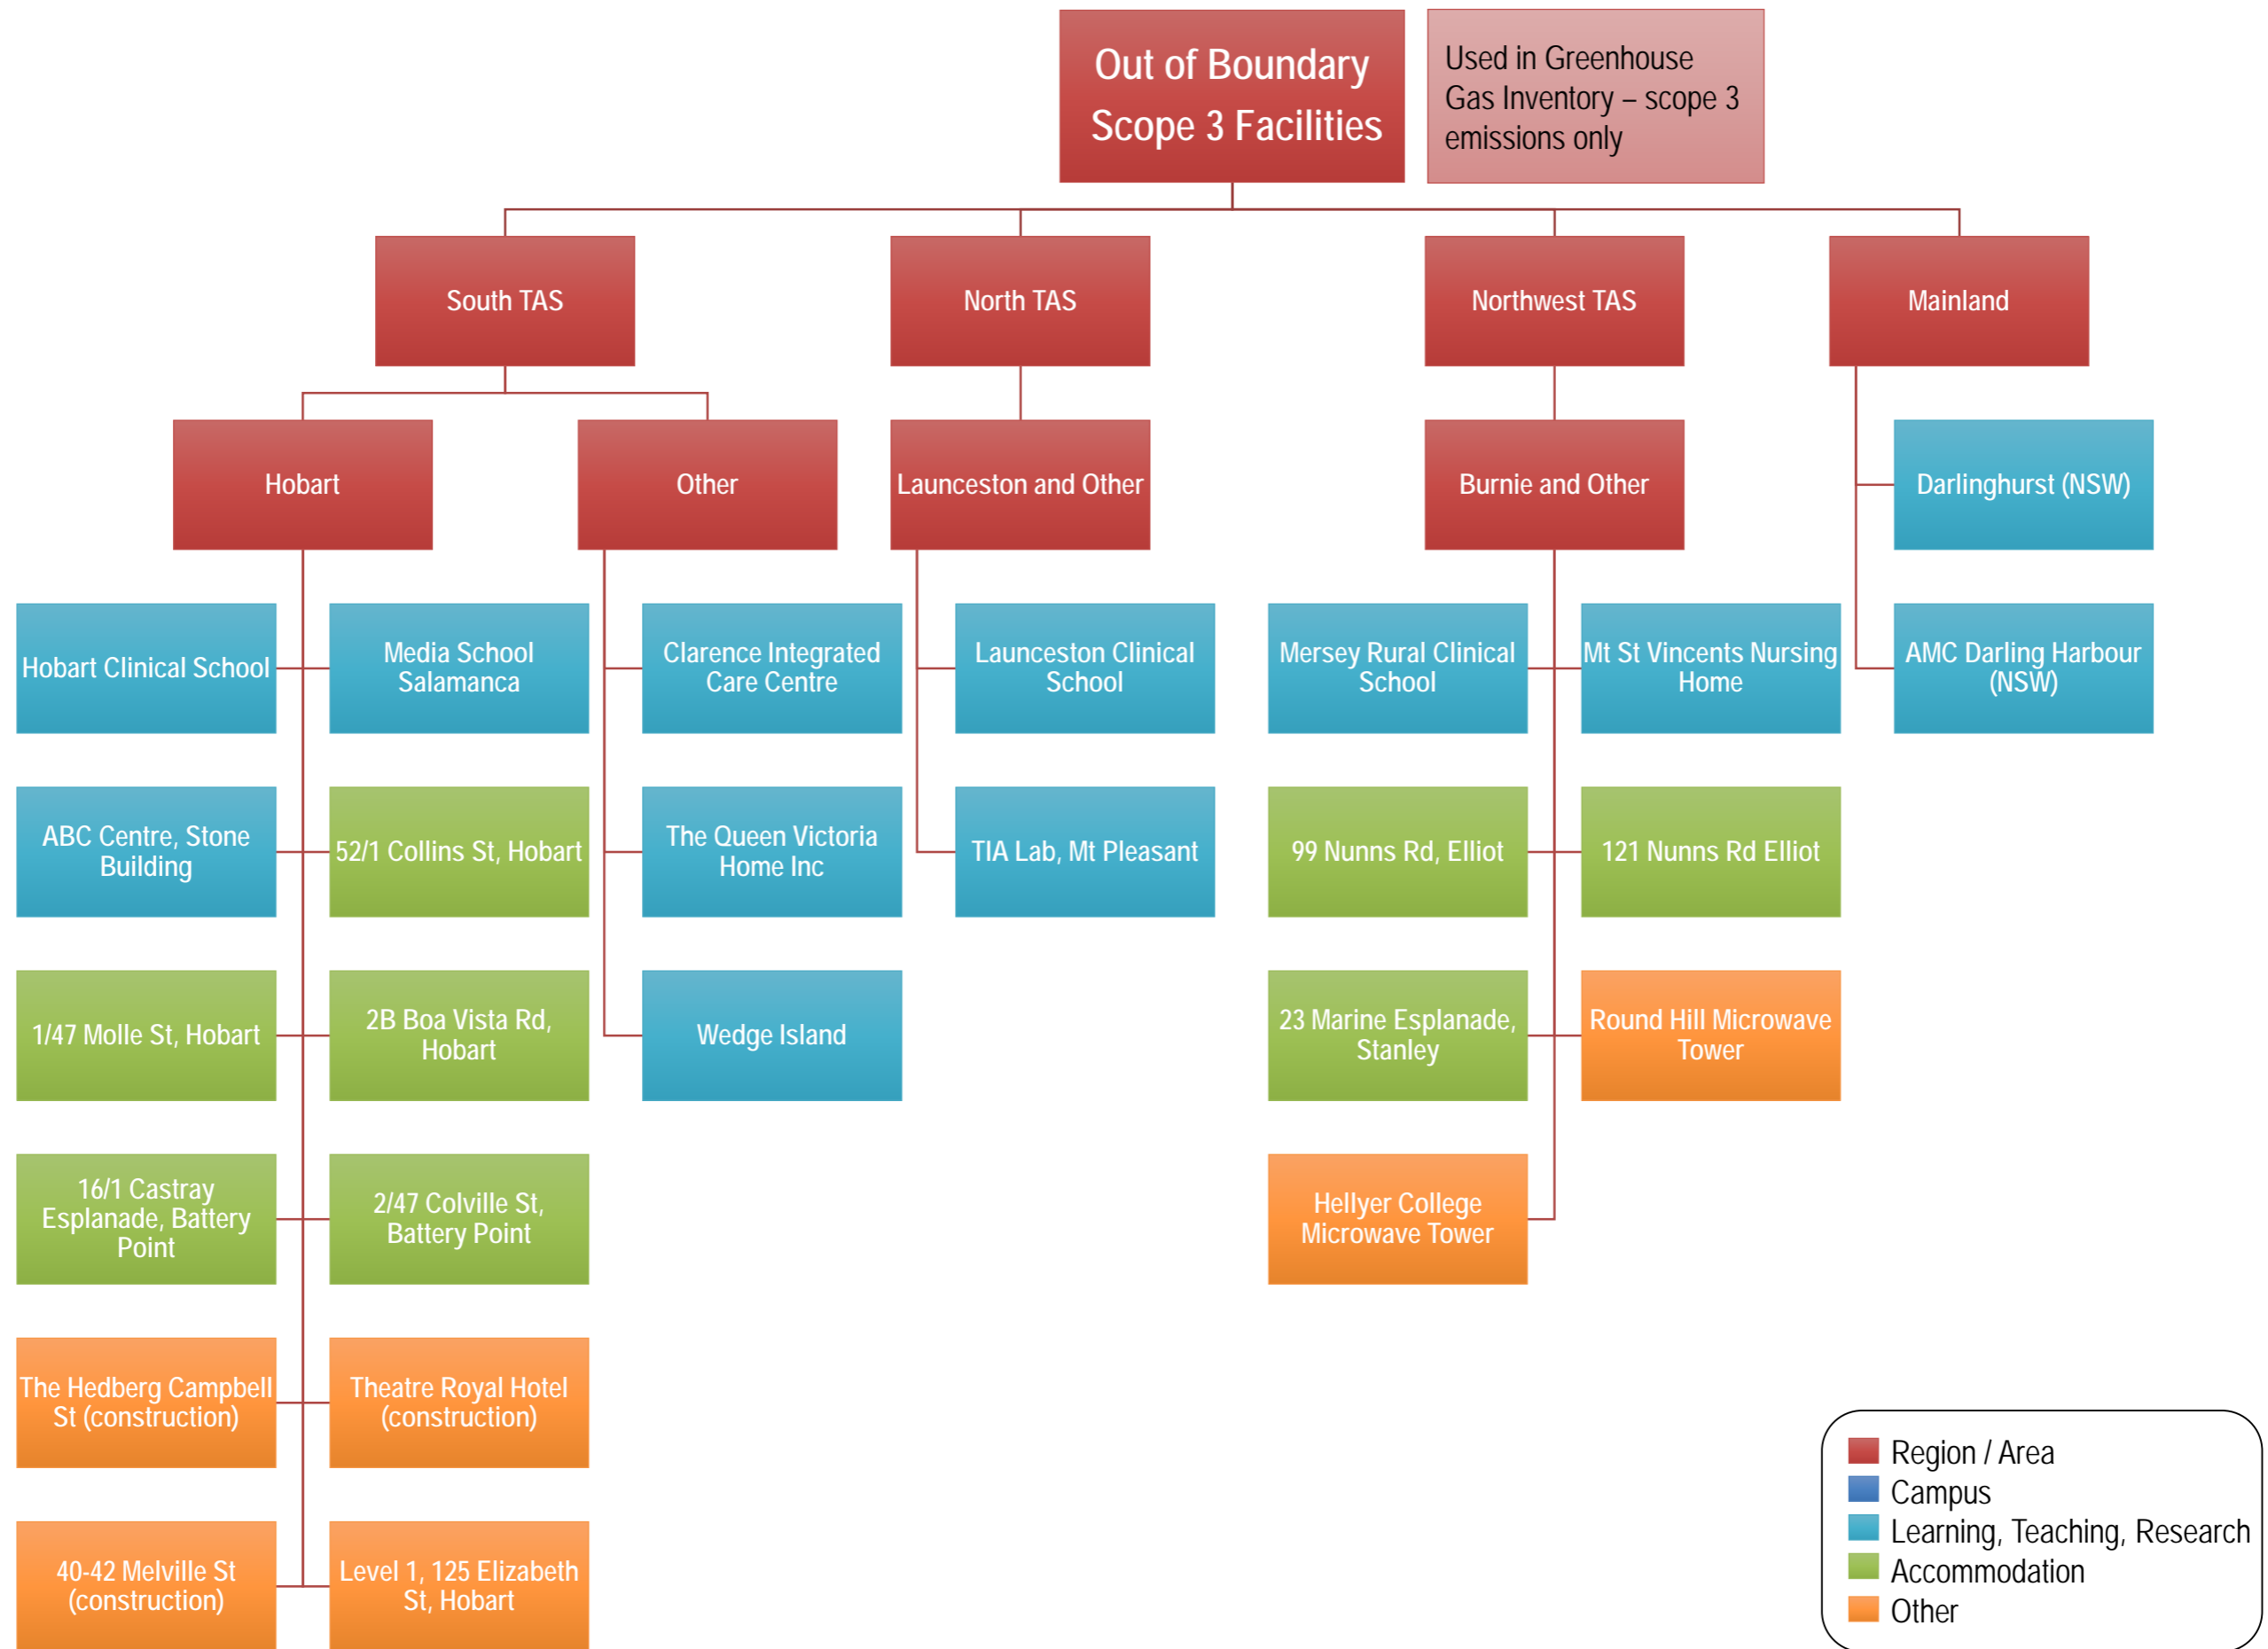 Out of Boundary
Scope 3 Facilities
Used in Greenhouse
Gas Inventory – scope 3
emissions only
South TAS
North TAS
Northwest TAS
Mainland
Hobart
Other
Launceston and Other
Burnie and Other
Darlinghurst (NSW)
Hobart Clinical School
Media School
Salamanca
Clarence Integrated
Care Centre
Launceston Clinical
School
Mersey Rural Clinical
School
Mt St Vincents Nursing
Home
AMC Darling Harbour
(NSW)
ABC Centre, Stone
Building
52/1 Collins St, Hobart
The Queen Victoria
Home Inc
TIA Lab, Mt Pleasant
99 Nunns Rd, Elliot
121 Nunns Rd Elliot
1/47 Molle St, Hobart
2B Boa Vista Rd,
Hobart
Wedge Island
23 Marine Esplanade,
Stanley
Round Hill Microwave
Tower
16/1 Castray
Esplanade, Battery
Point
2/47 Colville St,
Battery Point
Hellyer College
Microwave Tower
The Hedberg Campbell
St (construction)
Theatre Royal Hotel
(construction)
40-42 Melville St
(construction)
Level 1, 125 Elizabeth
St, Hobart
Region / Area
Campus
Learning, Teaching, Research
Accommodation
Other